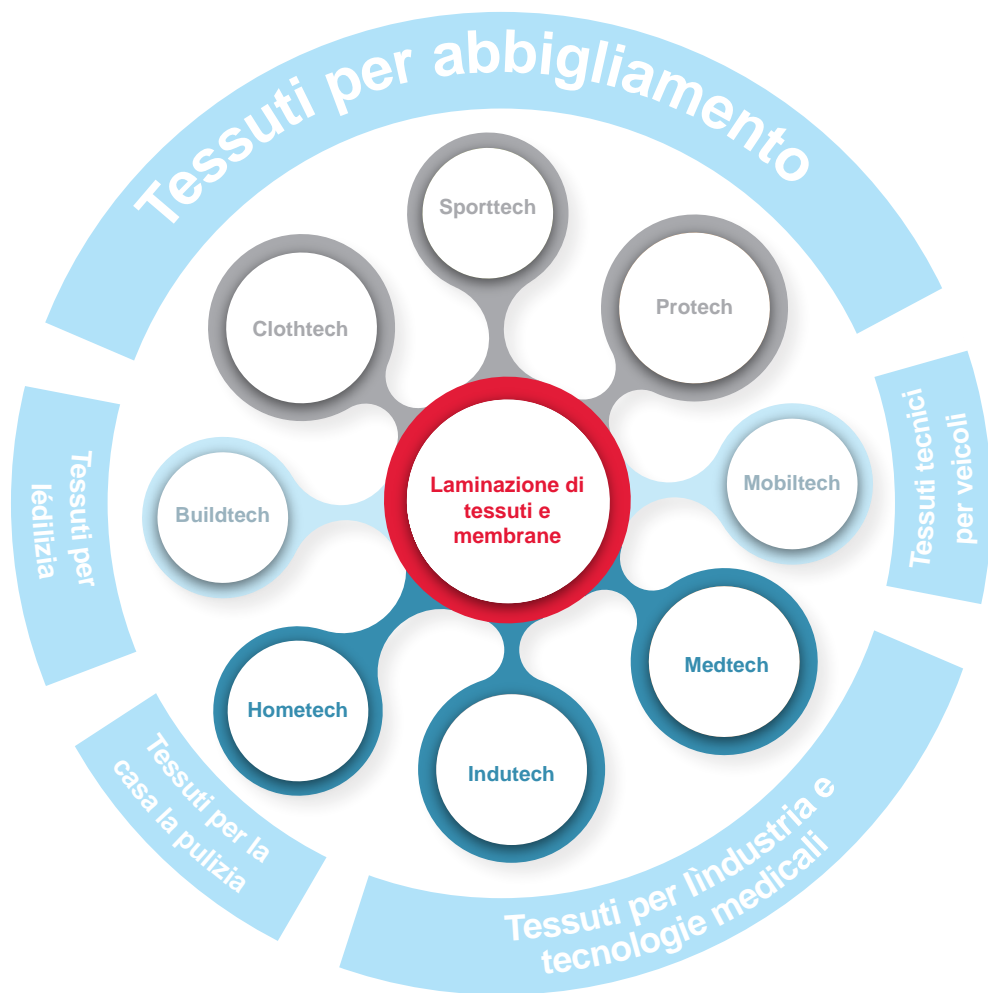 Tessuti per abbigliamento
Sporttech
Protech
Clothtech
Tessuti tecnici
per veicoli
Mobiltech
Laminazione di
tessuti e
membrane
Buildtech
Tessuti per
lédilizia
Medtech
Hometech
Indutech
Tessuti per la
casa la pulizia
Tessuti per lìndustria e
tecnologie medicali